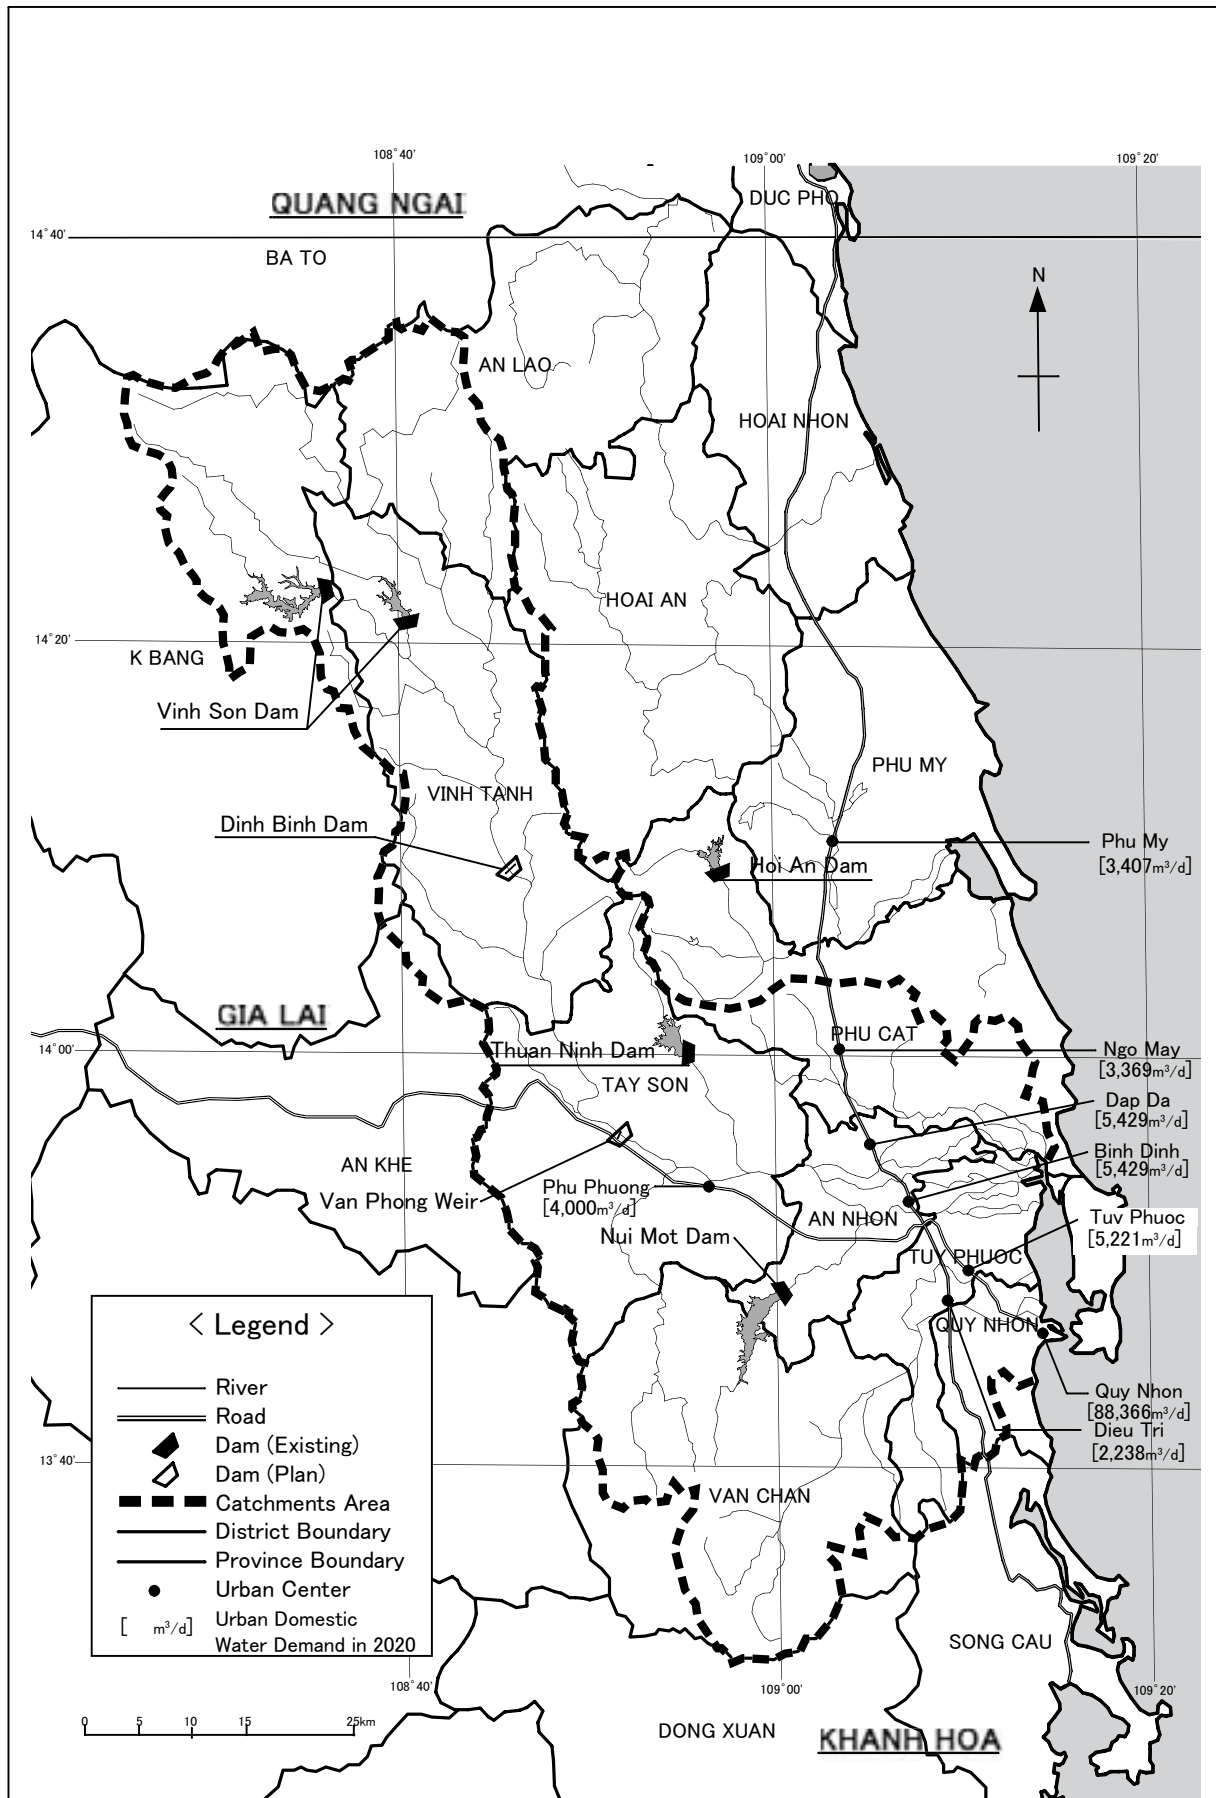 108°40'
109°00'
109°20'
QUANG NGAI
DUC PHO
14°40'
BA TO
N
AN LAO
HOAI NHON
HOAI AN
14°20'
K BANG
Vinh Son Dam
PHU MY
VINH TANH
Dinh Binh Dam
Phu My
[3,407m³/d]
Hoi An Dam
GIA LAI
PHU CAT
14°00'
Thuan Ninh Dam
Ngo May
[3,369m³/d]
TAY SON
Dap Da
[5,429m³/d]
AN KHE
Binh Dinh
[5,429m³/d]
Van Phong Weir
Phu Phuong
[4,000m³/d]
AN NHON
Tuv Phuoc
[5,221m³/d]
Nui Mot Dam
TUY PHUOC
QUY NHON
< Legend >
River
Road
Dam (Existing)
Dam (Plan)
Catchments Area
District Boundary
Province Boundary
Urban Center
[ m³/d] Urban Domestic
Water Demand in 2020
Quy Nhon
[88,366m³/d]
Dieu Tri
[2,238m³/d]
13°40'
VAN CHAN
SONG CAU
108°40'
109°00'
109°20'
0 5 10 15 25km
DONG XUAN
KHANH HOA